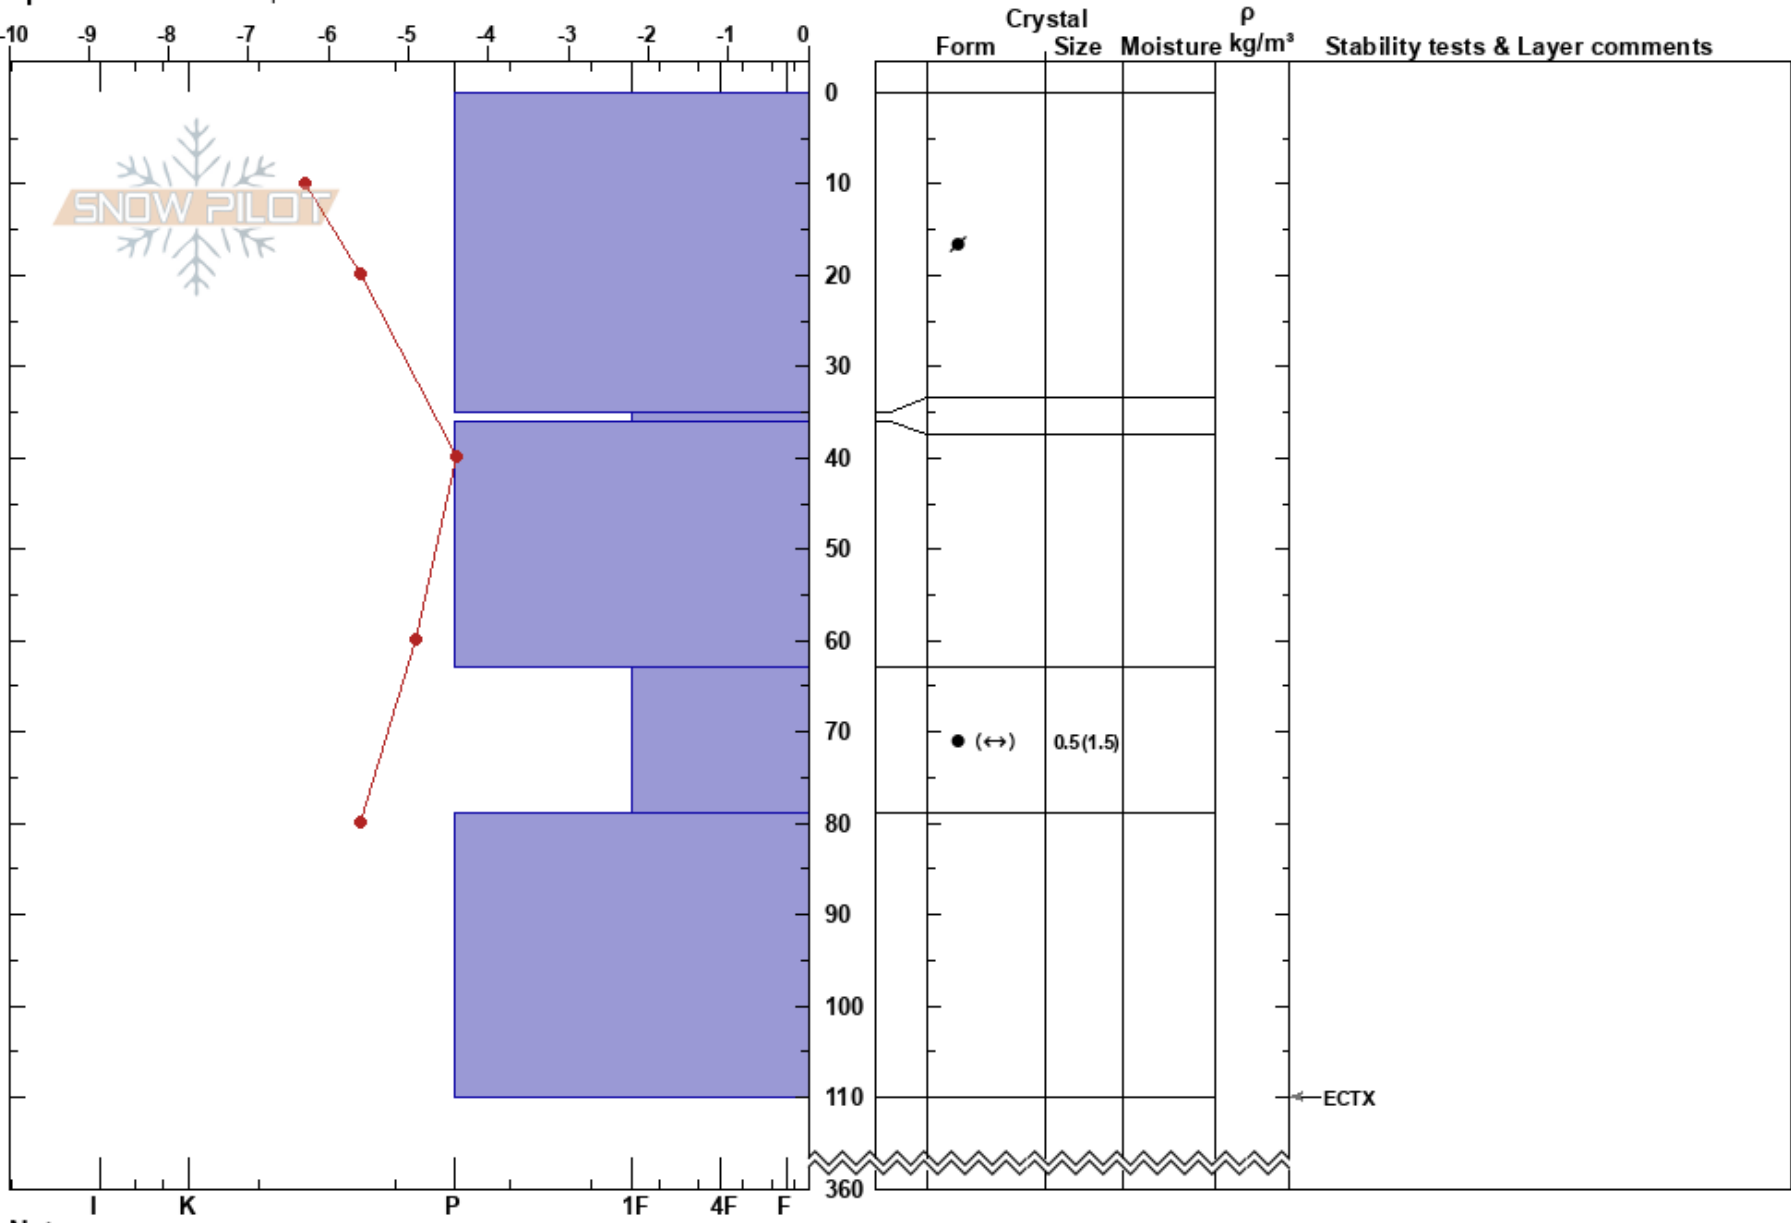 Crystal ρ
-10 -9 -8 -7 -6 -5 -4 -3 -2 -1 0 Form Size Moisture kg/m³ Stability tests & Layer comments
0
SNOW PILOT
10
20
30
40
50
60
70 (↔) 0.5(1.5)
80
90
100
110 ECTX
360
I K P 1F 4F F